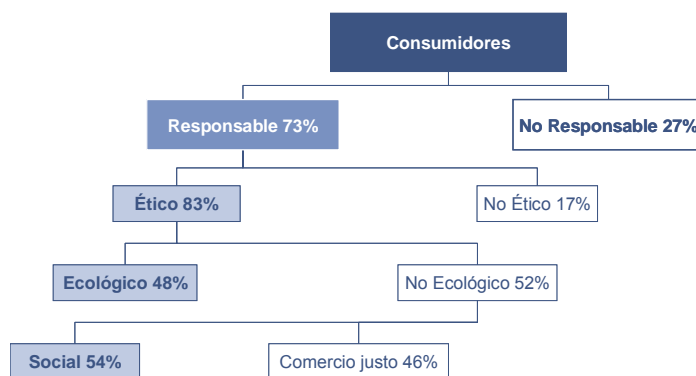 Consumidores
Responsable 73%
No Responsable 27%
Ético 83%
No Ético 17%
Ecológico 48%
No Ecológico 52%
Social 54%
Comercio justo 46%